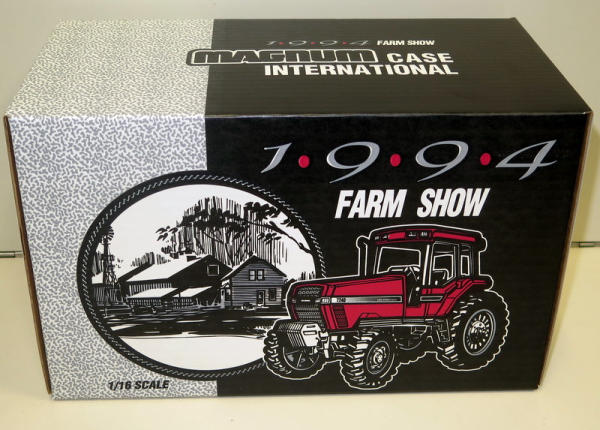 1·9·9·4 FARM SHOW
MAGNUM CASE
INTERNATIONAL
1·9·9·4
FARM SHOW
1/16 SCALE